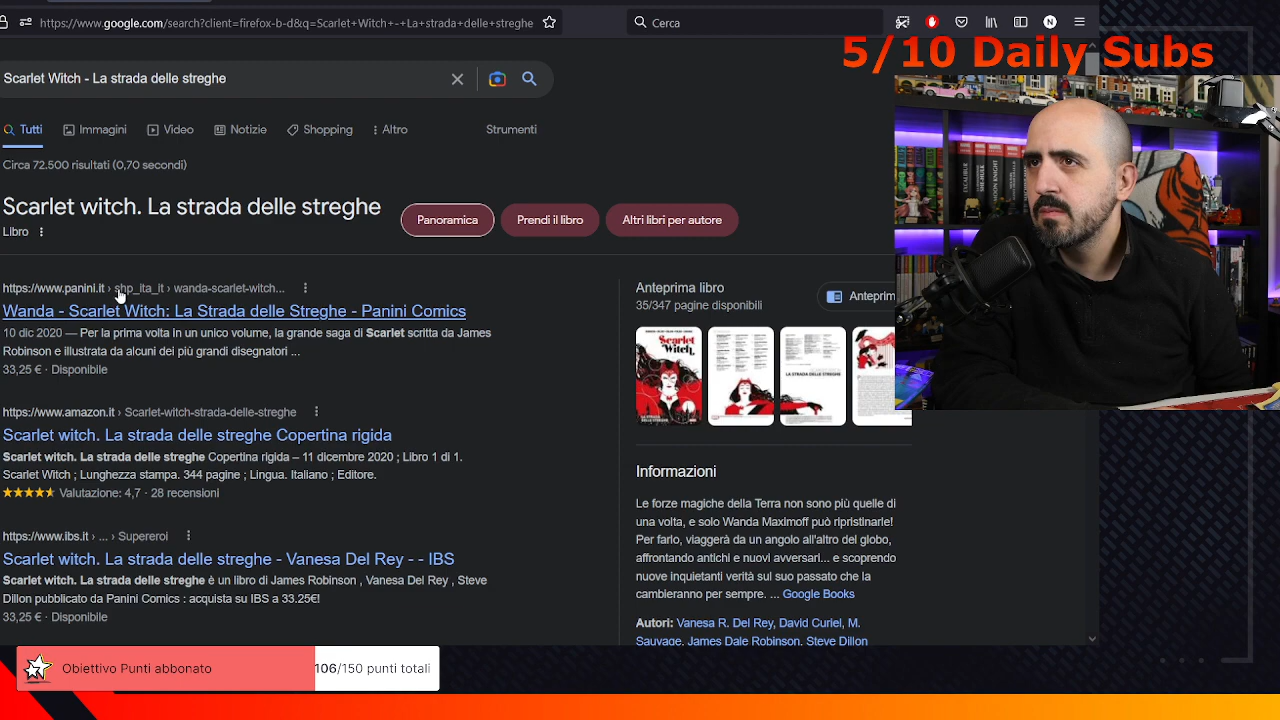 https://www.google.com/search?client=firefox-b-d&q=Scarlet+Witch+-+La+strada+delle+streghe
Cerca
5/10 Daily Subs
Scarlet Witch - La strada delle streghe
Tutti
Immagini
Video
Notizie
Shopping
Altro
Strumenti
Circa 72.500 risultati (0,70 secondi)
Scarlet witch. La strada delle streghe
Libro
Panoramica
Prendi il libro
Altri libri per autore
https://www.panini.it › shp_ita_it › wanda-scarlet-witch...
Wanda - Scarlet Witch: La Strada delle Streghe - Panini Comics
10 dic 2020 — Per la prima volta in un unico volume, la grande saga di Scarlet scritta da James
Robinson e illustrata da alcuni dei più grandi disegnatori ...
33,25 € · Disponibile
https://www.amazon.it › Scarlet-witch-strada-delle-streghe
Scarlet witch. La strada delle streghe Copertina rigida
Scarlet witch. La strada delle streghe Copertina rigida – 11 dicembre 2020 ; Libro 1 di 1.
Scarlet Witch ; Lunghezza stampa. 344 pagine ; Lingua. Italiano ; Editore.
Valutazione: 4,7 · 28 recensioni
https://www.ibs.it › ... › Supereroi
Scarlet witch. La strada delle streghe - Vanesa Del Rey - - IBS
Scarlet witch. La strada delle streghe è un libro di James Robinson , Vanesa Del Rey , Steve
Dillon pubblicato da Panini Comics : acquista su IBS a 33.25€!
33,25 € · Disponibile
Anteprima libro
35/347 pagine disponibili
Anteprim
Scarlet Witch
LA STRADA DELLE STREGHE
Informazioni
Le forze magiche della Terra non sono più quelle di
una volta, e solo Wanda Maximoff può ripristinarle!
Per farlo, viaggerà da un angolo all'altro del globo,
affrontando antichi e nuovi avversari... e scoprendo
nuove inquietanti verità sul suo passato che la
cambieranno per sempre. ... Google Books
Autori: Vanesa R. Del Rey, David Curiel, M.
Sauvage, James Dale Robinson, Steve Dillon
EXCALIBUR
SHE-HULK
MOON KNIGHT
Obiettivo Punti abbonato
106/150 punti totali